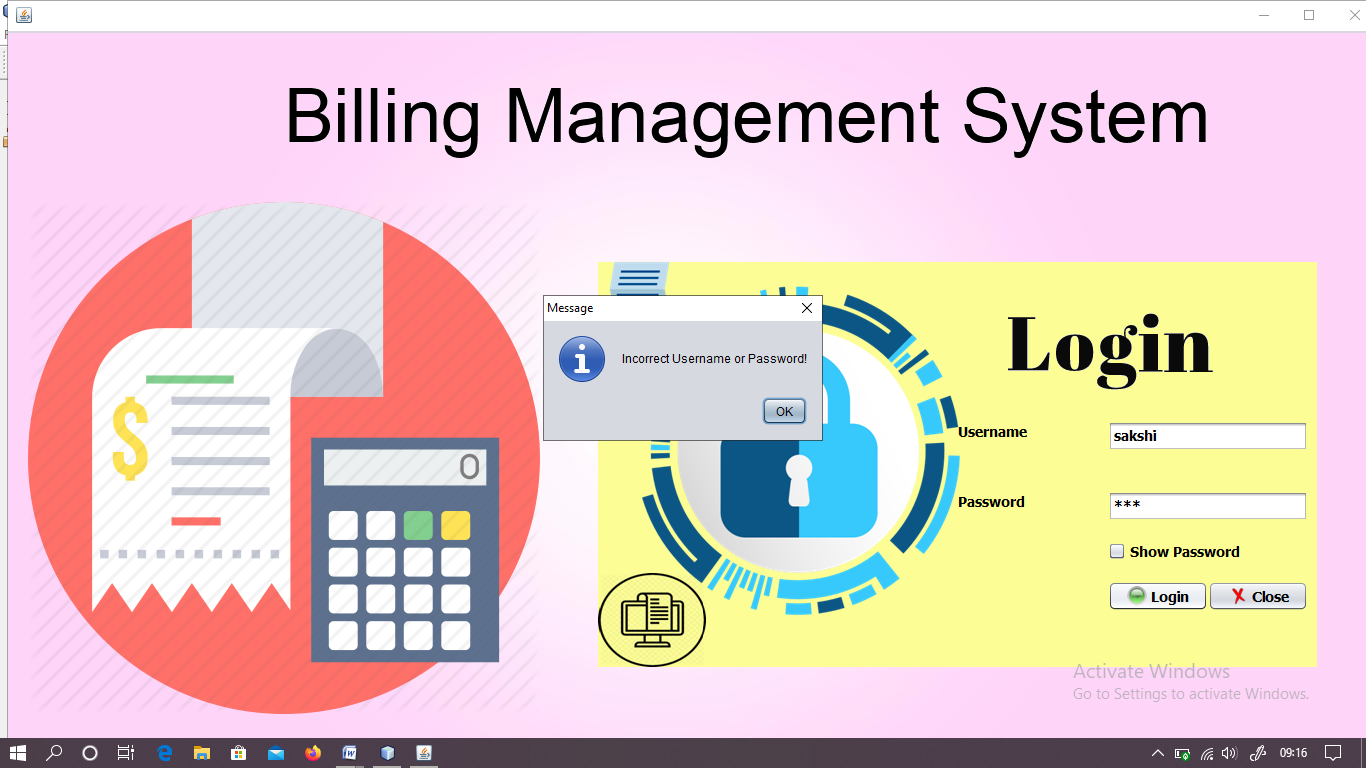 Billing Management System
Message
Incorrect Username or Password!
OK
$
0
Login
Username
sakshi
Password
***
Show Password
Login
Close
Activate Windows
Go to Settings to activate Windows.
09:16